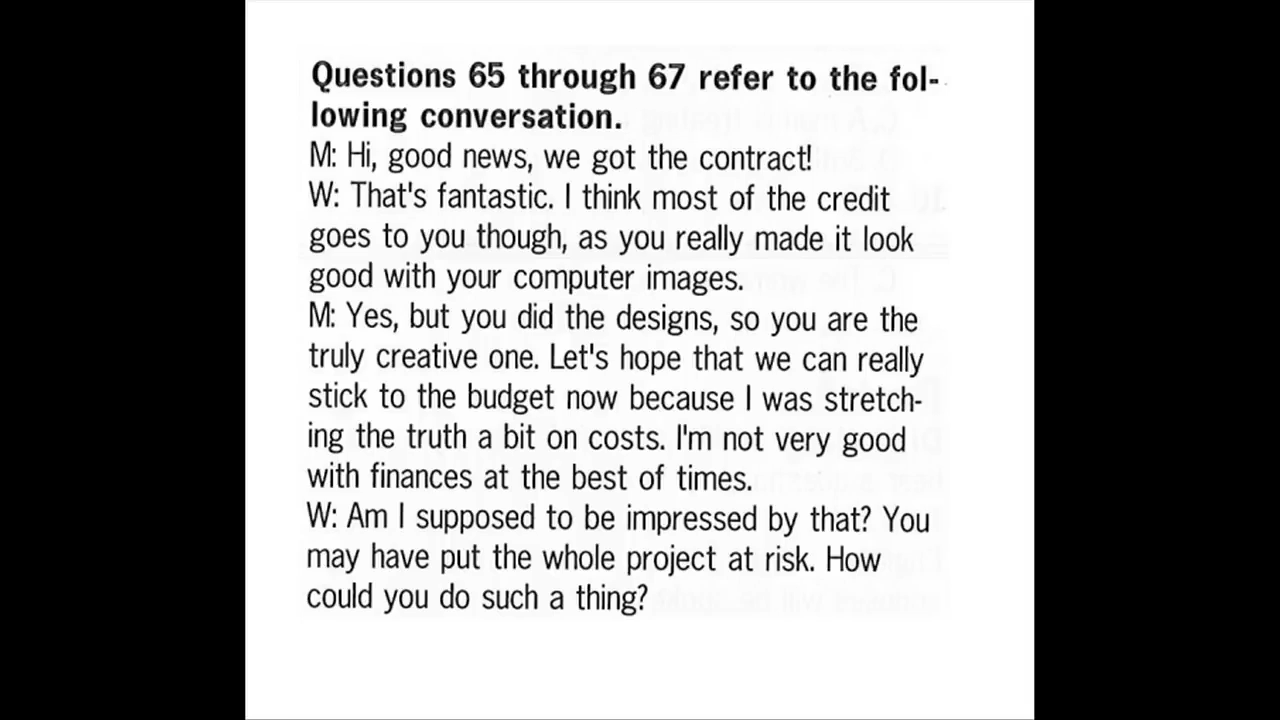 Questions 65 through 67 refer to the fol-
lowing conversation.
M: Hi, good news, we got the contract!
W: That's fantastic. I think most of the credit
goes to you though, as you really made it look
good with your computer images.
M: Yes, but you did the designs, so you are the
truly creative one. Let's hope that we can really
stick to the budget now because I was stretch-
ing the truth a bit on costs. I'm not very good
with finances at the best of times.
W: Am I supposed to be impressed by that? You
may have put the whole project at risk. How
could you do such a thing?